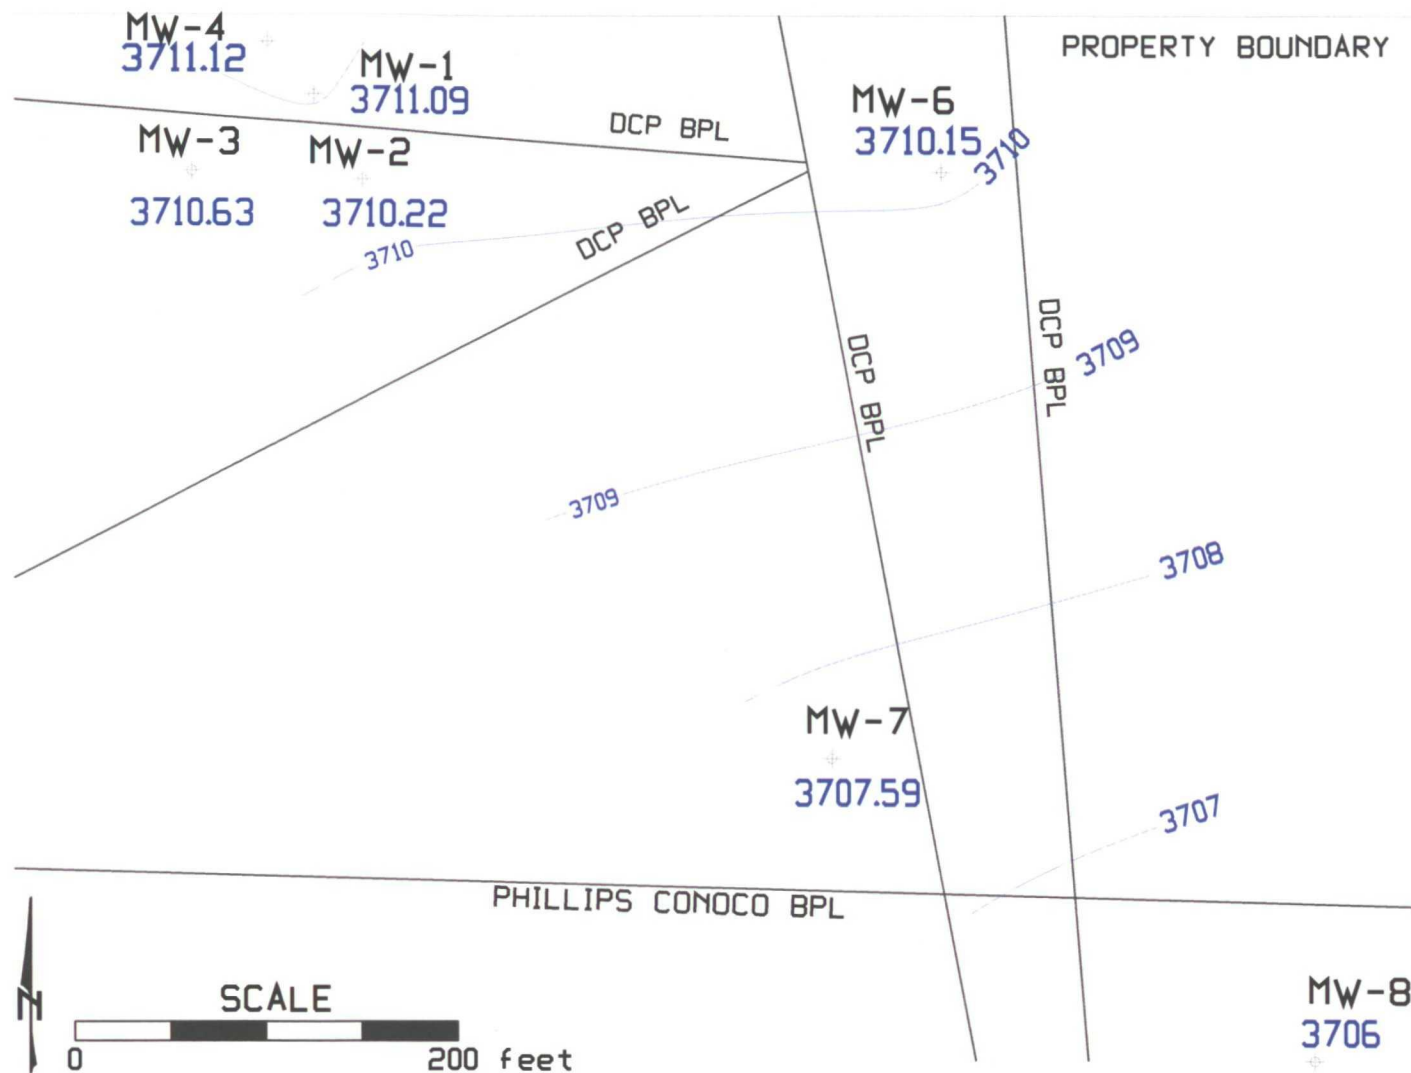 MW-4
3711.12
MW-1
3711.09
PROPERTY BOUNDARY
MW-6
3710.15
3710
DCP BPL
MW-3
MW-2
3710.63
3710.22
DCP BPL
3710
DCP BPL
DCP BPL
3709
3709
3708
MW-7
3707.59
3707
PHILLIPS CONOCO BPL
N
SCALE
0
200 feet
MW-8
3706